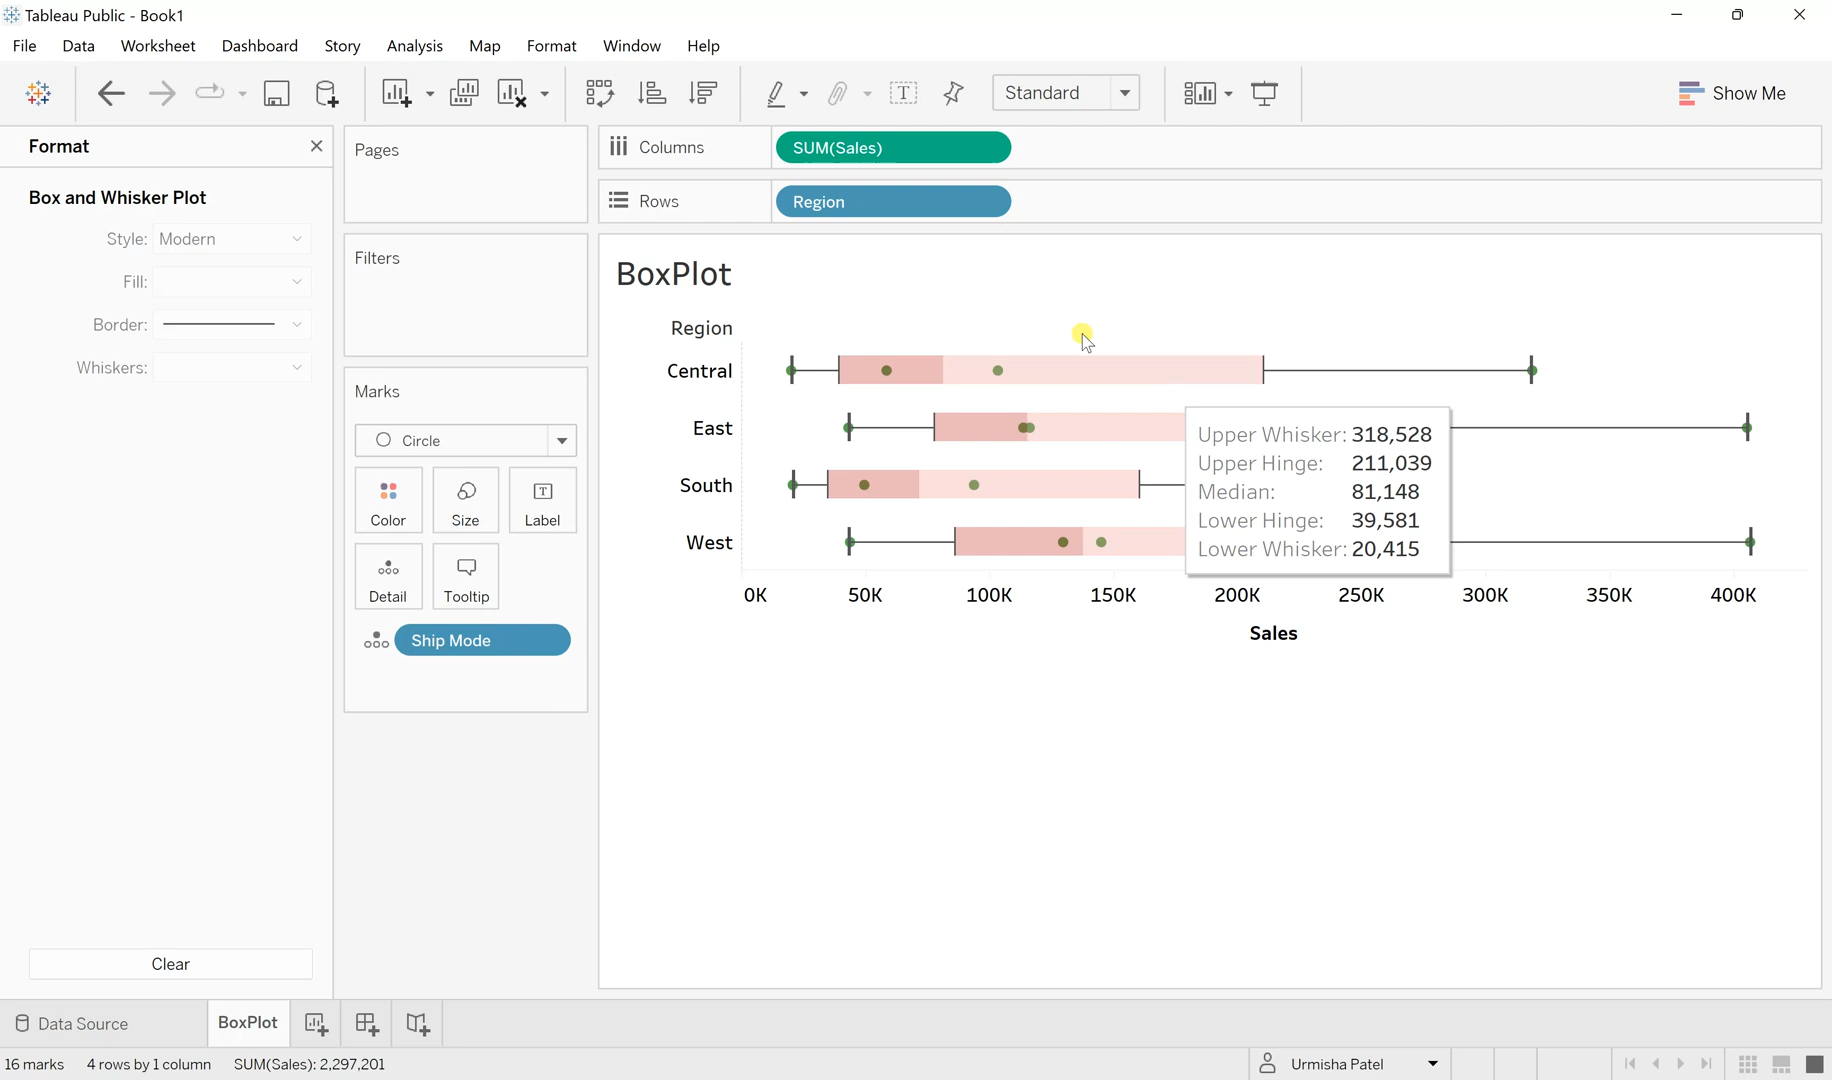 Tableau Public - Book1
File Data Worksheet Dashboard Story Analysis Map Format Window Help
Standard
Show Me
Format
Box and Whisker Plot
Style: Modern
Fill:
Border:
Whiskers:
Clear
Pages
Filters
Marks
Circle
Color Size Label
Detail Tooltip
Ship Mode
Columns SUM(Sales)
Rows Region
BoxPlot
Region
Central
East
South
West
Upper Whisker: 318,528
Upper Hinge: 211,039
Median: 81,148
Lower Hinge: 39,581
Lower Whisker: 20,415
0K 50K 100K 150K 200K 250K 300K 350K 400K
Sales
Data Source BoxPlot
16 marks 4 rows by 1 column SUM(Sales): 2,297,201 Urmisha Patel